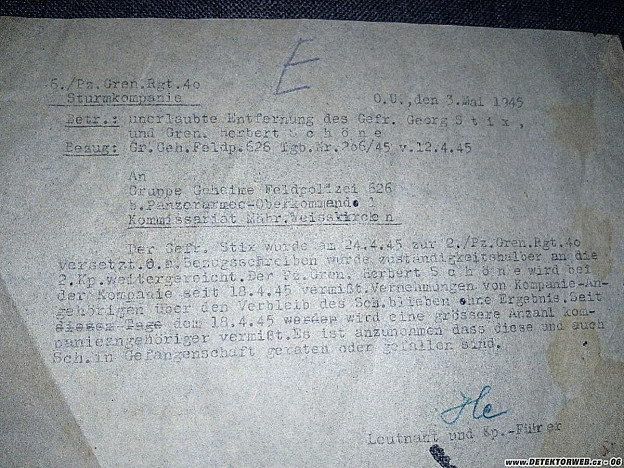 E
6./Pz.Gren.Rgt.40
Sturmkompanie
O.U.,den 3.Mai 1945
Betr.: unerlaubte Entfernung des Gefr. Georg S t i x ,
und Gren. Herbert S c h ö n e
Bezug: Gr.Geh.Feldp.626 Tgb.Nr.266/45 v.12.4.45
An
Gruppe Geheime Feldpolizei 626
b.Panzerarmee-Oberkommando 1
Kommissariat Mähr.Weisskirchen
Der Gefr. Stix wurde am 24.4.45 zur 2./Pz.Gren.Rgt.40
versetzt.O.a.Bezugsschreiben wurde zuständigkeitshalber an die
2.Kp.weitergereicht.Der Pz.Gren. Herbert S c h ö n e wird bei
der Kompanie seit 18.4.45 vermißt.Vernehmungen von Kompanie-An-
gehörigen über den Verbleib des Sch.blieben ohne Ergebnis.Seit
diesem Tage dem 18.4.45 werden wird eine grössere Anzahl kom-
panieangehöriger vermißt.Es ist anzunehmen dass diese und auch
Sch.in Gefangenschaft geraten oder gefallen sind.
Leutnant und Kp.-Führer
www.DETEKTORWEB.cz - 06